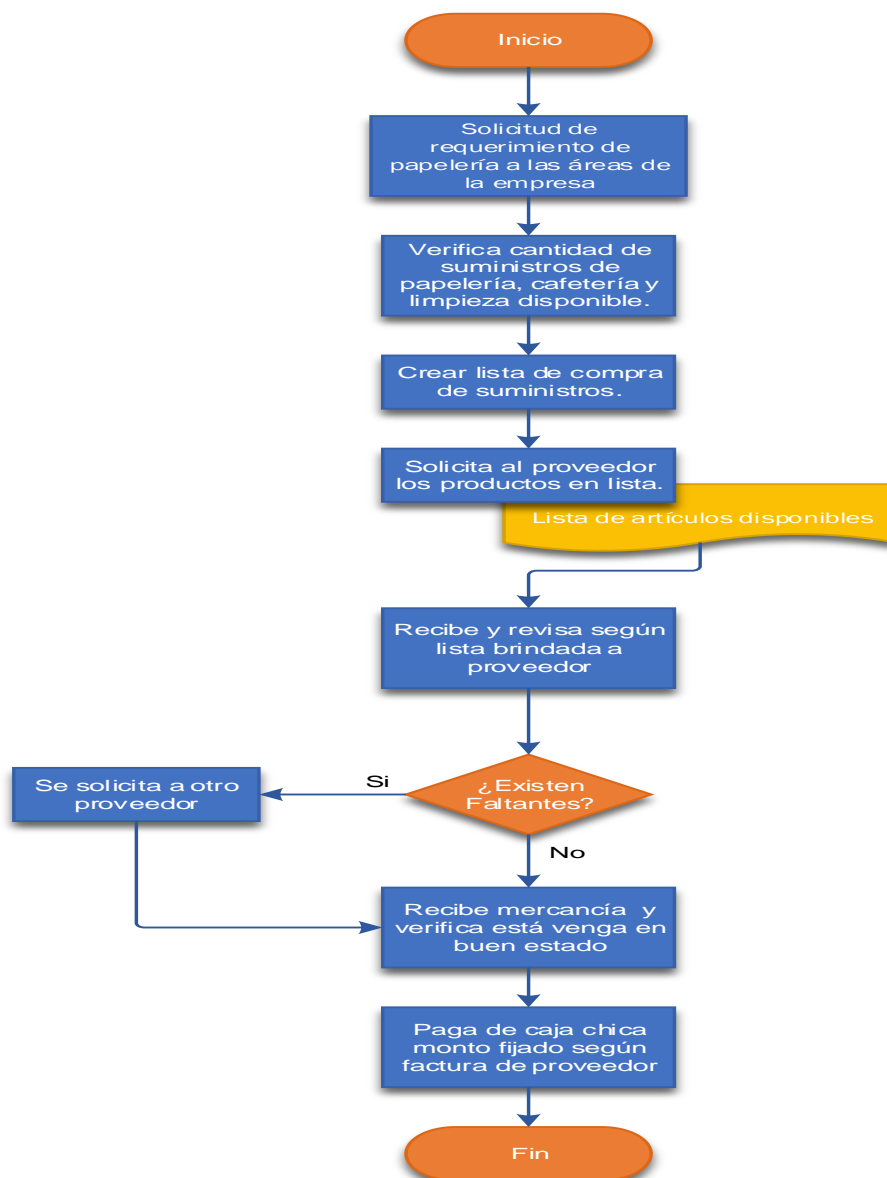 Inicio
Solicitud de
requerimiento de
papelería a las áreas de
la empresa
Verifica cantidad de
suministros de
papelería, cafetería y
limpieza disponible.
Crear lista de compra
de suministros.
Solicita al proveedor
los productos en lista.
Lista de artículos disponibles
Recibe y revisa según
lista brindada a
proveedor
¿Existen
Faltantes?
Si
Se solicita a otro
proveedor
No
Recibe mercancía y
verifica está venga en
buen estado
Paga de caja chica
monto fijado según
factura de proveedor
Fin